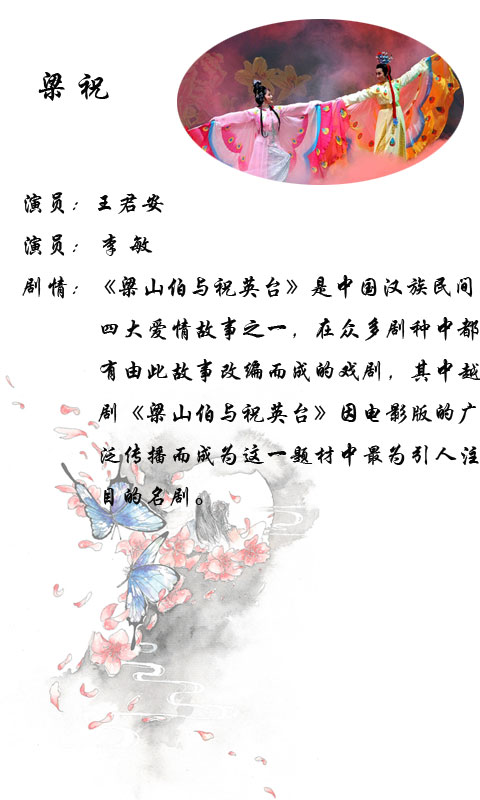 梁祝
演员：王君安
演员：李敏
剧情：《梁山伯与祝英台》是中国汉族民间
四大爱情故事之一，在众多剧种中都
有由此故事改编而成的戏剧，其中越
剧《梁山伯与祝英台》因电影版的广
泛传播而成为这一题材中最为引人注
目的名剧。